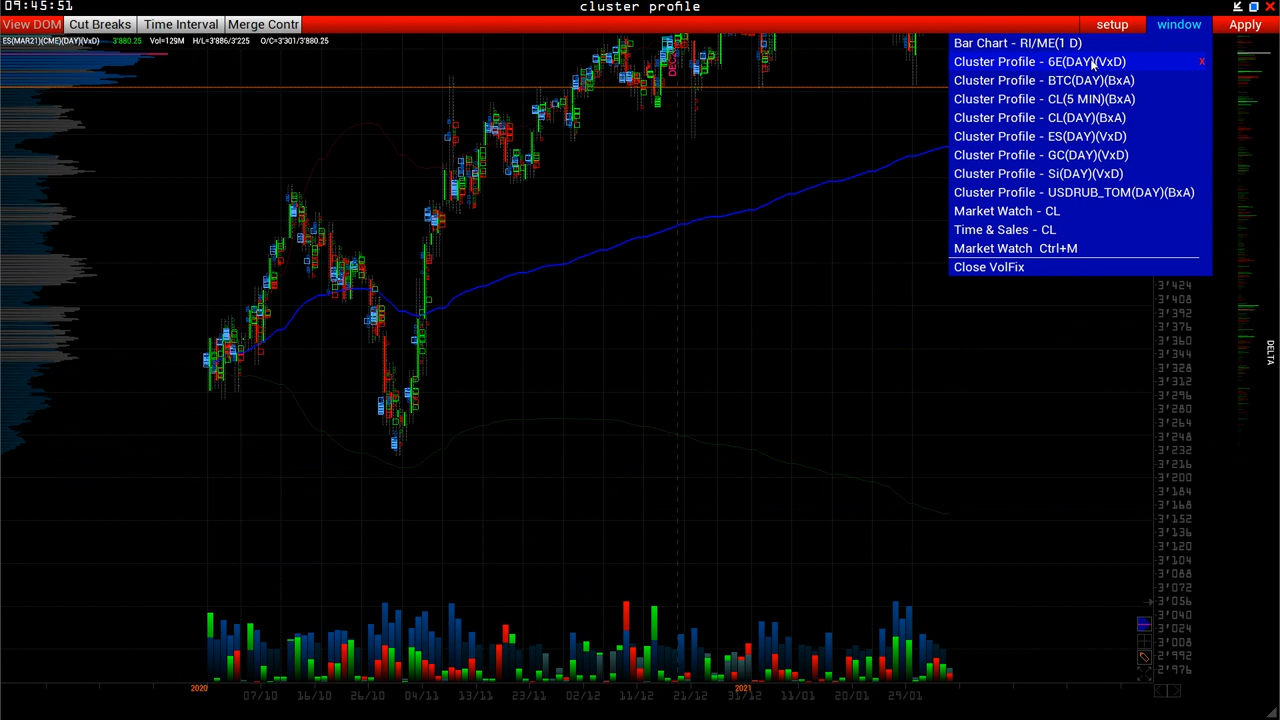 09:45:51
cluster profile
View DOM
Cut Breaks
Time Interval
Merge Contr
setup
window
Apply
ES(MAR21)(CME)(DAY)(VxD) 3'880.25 Vol=129M H/L=3'886/3'225 O/C=3'301/3'880.25
Bar Chart - RI/ME(1 D)
Cluster Profile - 6E(DAY)(VxD) X
Cluster Profile - BTC(DAY)(BxA)
Cluster Profile - CL(5 MIN)(BxA)
Cluster Profile - CL(DAY)(BxA)
Cluster Profile - ES(DAY)(VxD)
Cluster Profile - GC(DAY)(VxD)
Cluster Profile - Si(DAY)(VxD)
Cluster Profile - USDRUB_TOM(DAY)(BxA)
Market Watch - CL
Time & Sales - CL
Market Watch Ctrl+M
Close VolFix
3'424
3'408
3'392
3'376
3'360
3'344
3'328
3'312
3'296
3'280
3'264
3'248
3'232
3'216
3'200
3'184
3'168
3'152
3'136
3'120
3'104
3'088
3'072
3'056
3'040
3'024
3'008
2'992
2'976
DELTA
2020
2021
07/10
16/10
26/10
04/11
13/11
23/11
02/12
11/12
21/12
31/12
11/01
20/01
29/01